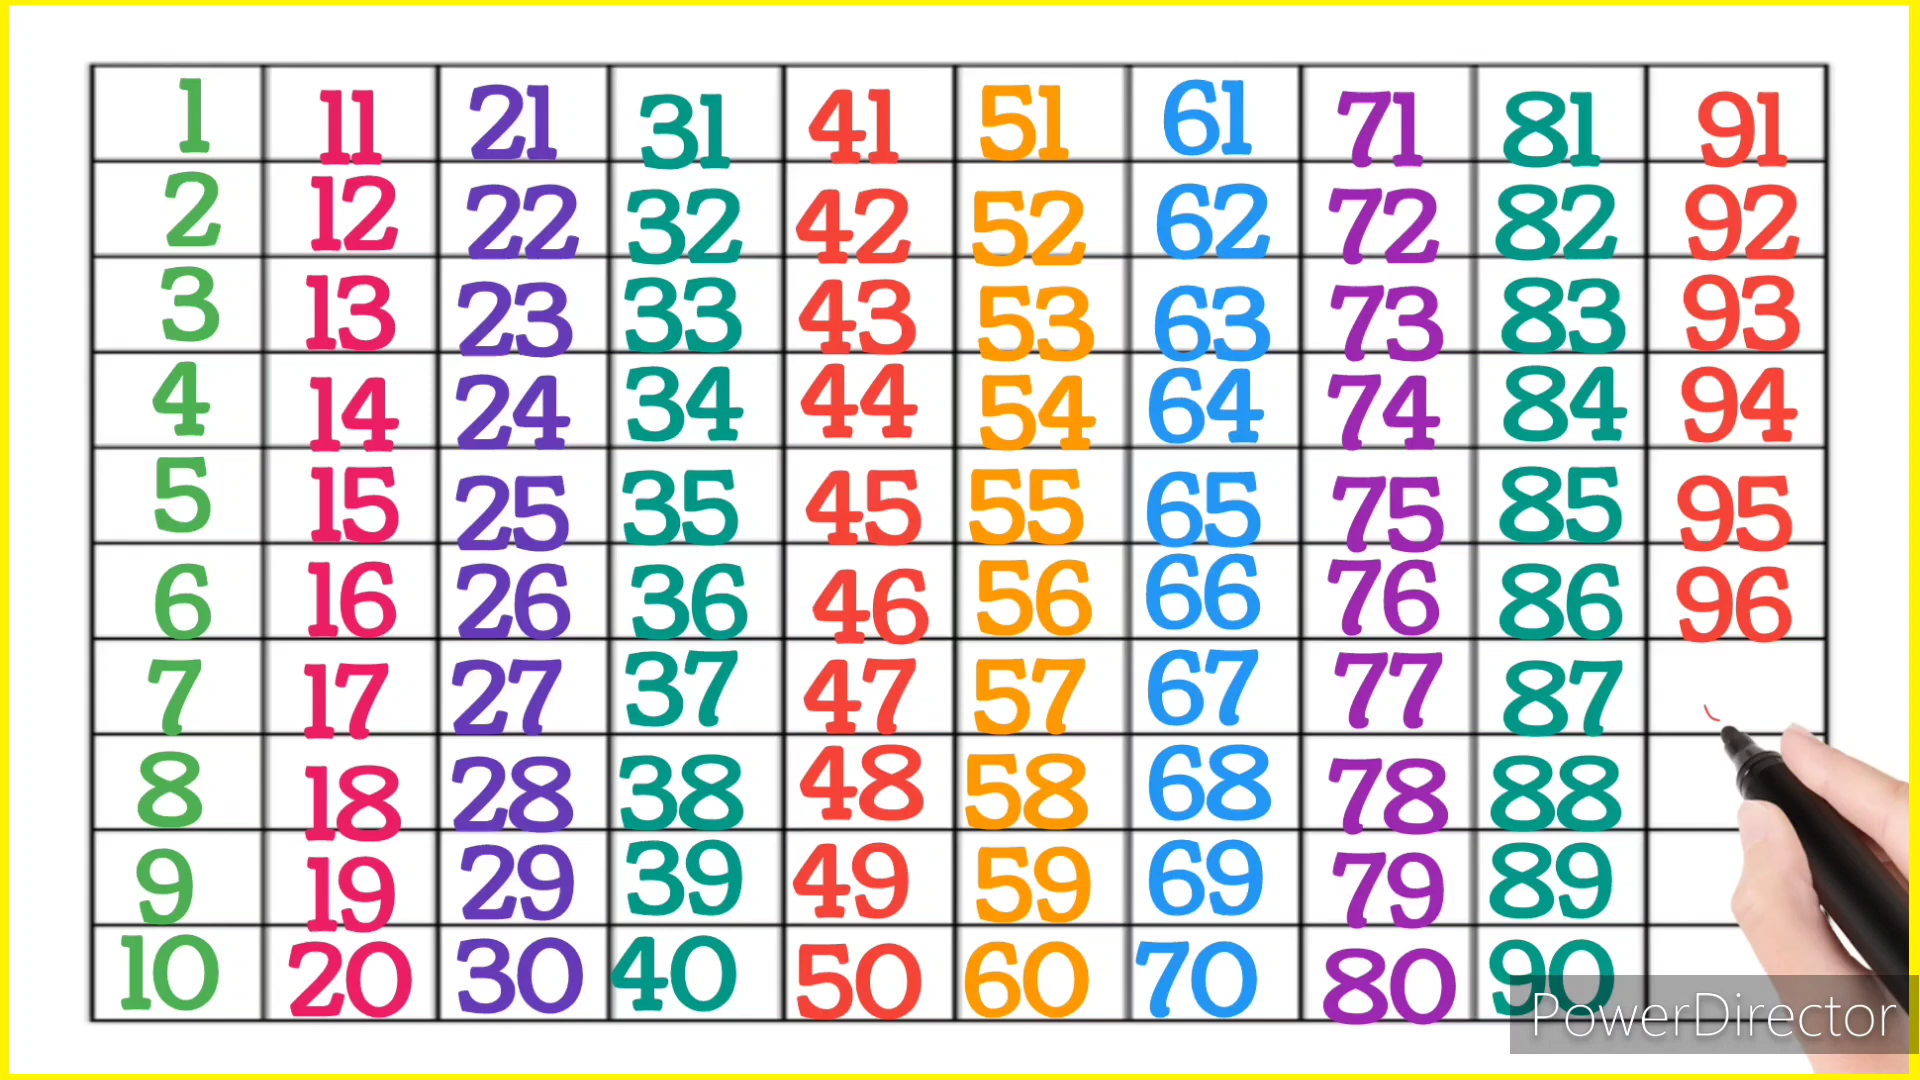 1 11 21 31 41 51 61 71 81 91
2 12 22 32 42 52 62 72 82 92
3 13 23 33 43 53 63 73 83 93
4 14 24 34 44 54 64 74 84 94
5 15 25 35 45 55 65 75 85 95
6 16 26 36 46 56 66 76 86 96
7 17 27 37 47 57 67 77 87
8 18 28 38 48 58 68 78 88
9 19 29 39 49 59 69 79 89
10 20 30 40 50 60 70 80 90
PowerDirector